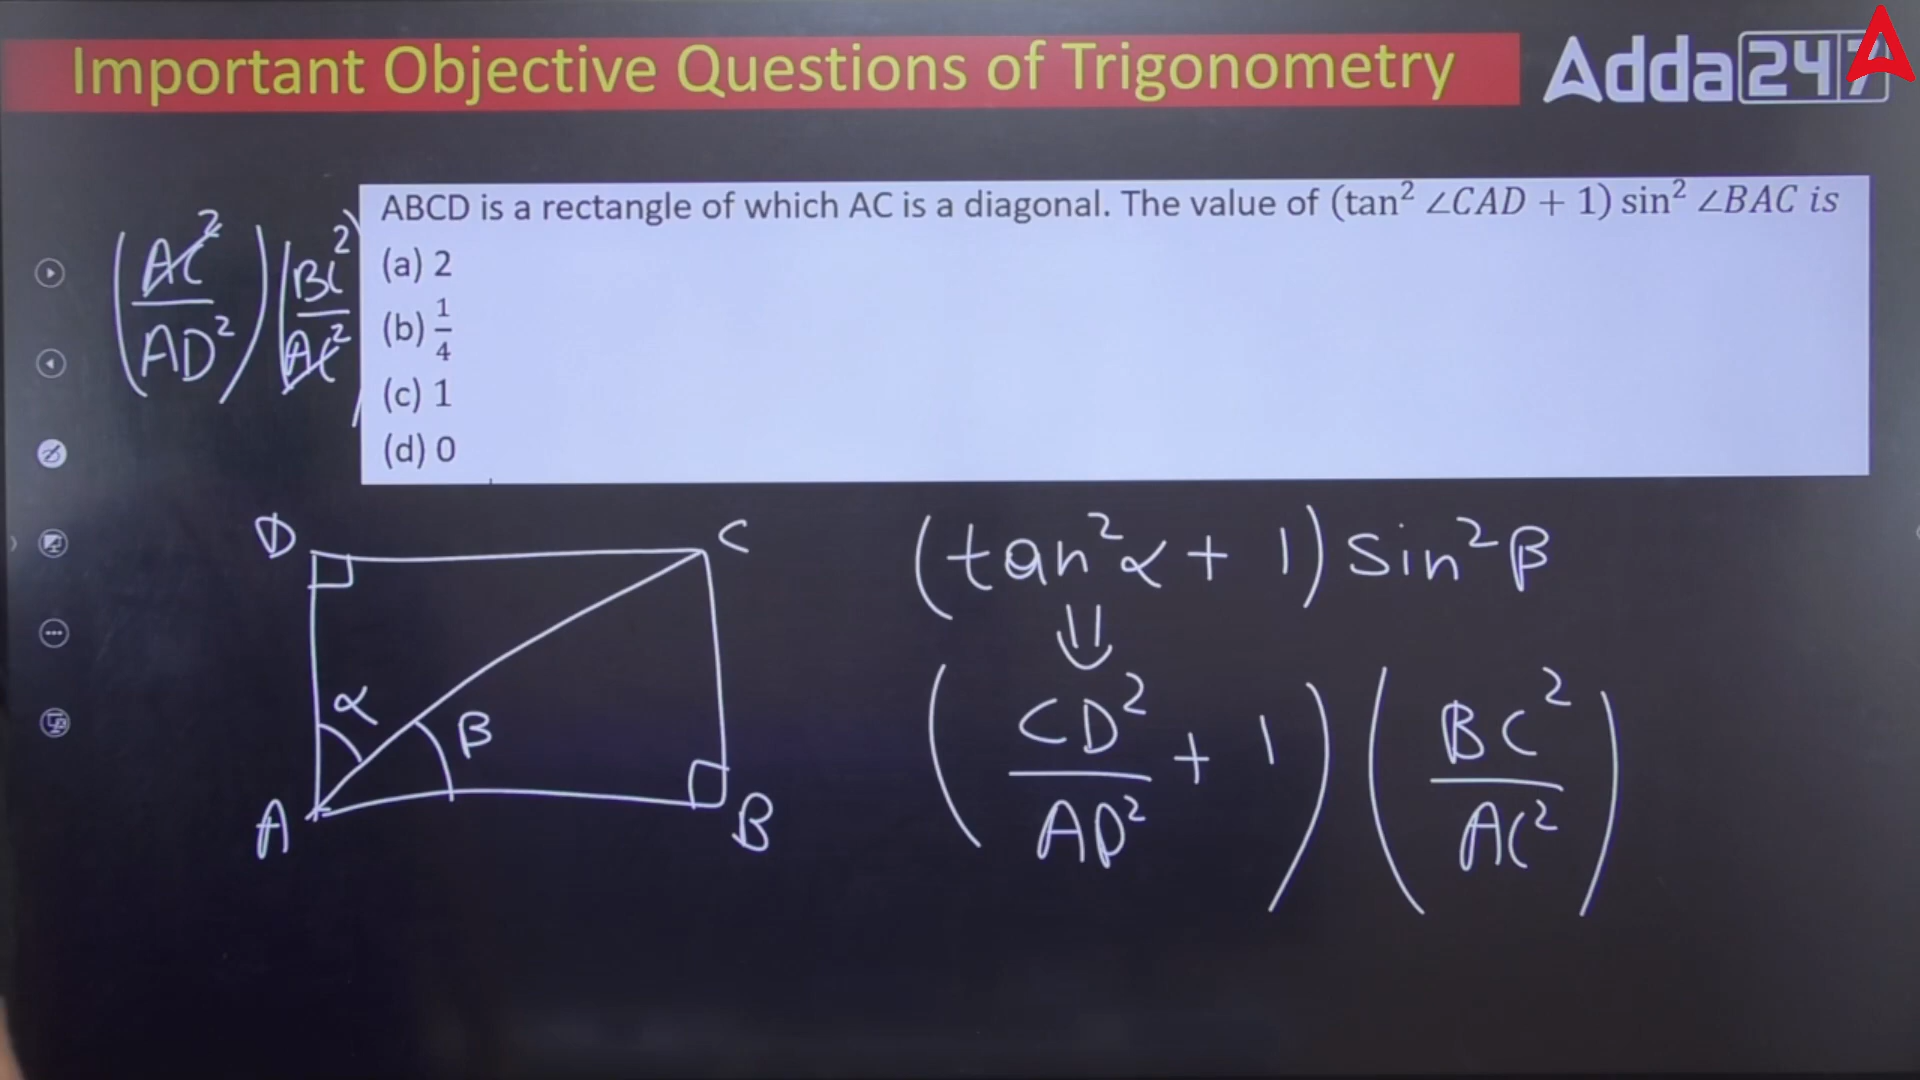 Important Objective Questions of Trigonometry
Adda247
ABCD is a rectangle of which AC is a diagonal. The value of (tan² ∠CAD + 1) sin² ∠BAC is
(a) 2
(b) 1/4
(c) 1
(d) 0
(AC²/AD²)(BC²/AC²)
D C
α β
A B
(tan²α + 1) sin²β
(CD²/AD² + 1)(BC²/AC²)